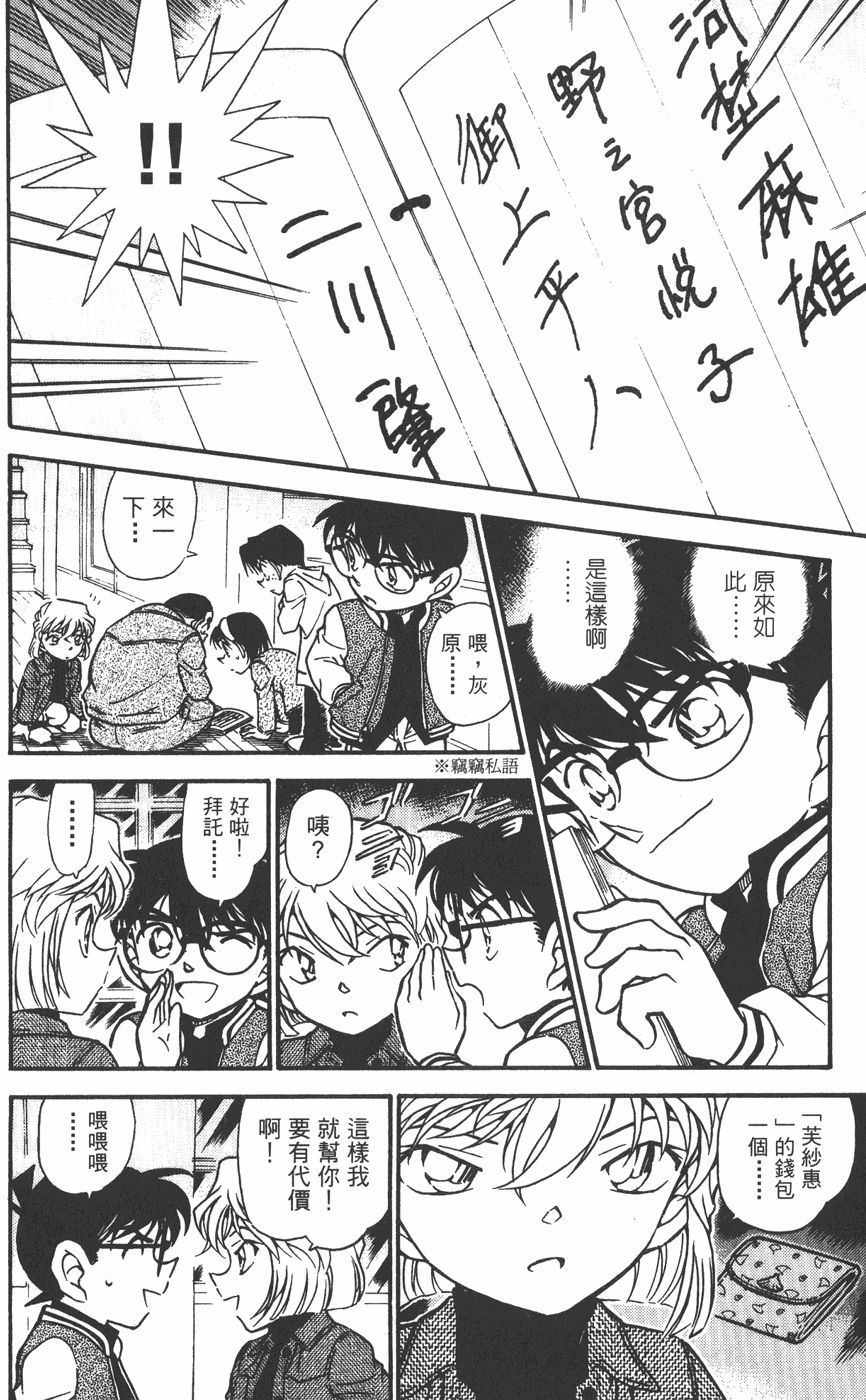 河埜麻雄
野之宮悦子
御上平八
二川肇
!!
原來如
此……
是這樣啊
……
喂，灰
原……
來一
下…
※竊竊私語
咦？
好啦！
拜託……
……
「芙紗惠
」的錢包
一個……
這樣我
就幫你！
要有代價
啊！
喂喂喂
……